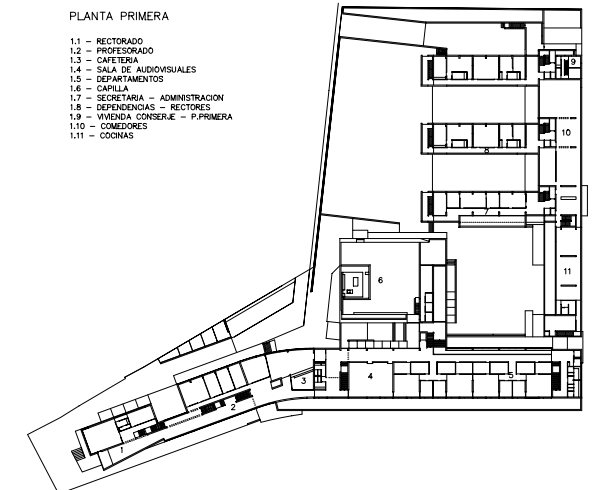 PLANTA PRIMERA
1.1 – RECTORADO
1.2 – PROFESORADO
1.3 – CAFETERIA
1.4 – SALA DE AUDIOVISUALES
1.5 – DEPARTAMENTOS
1.6 – CAPILLA
1.7 – SECRETARIA – ADMINISTRACION
1.8 – DEPENDENCIAS – RECTORES
1.9 – VIVIENDA CONSERJE – P.PRIMERA
1.10 – COMEDORES
1.11 – COCINAS
9
10
8
7
11
6
3
4
5
2
1